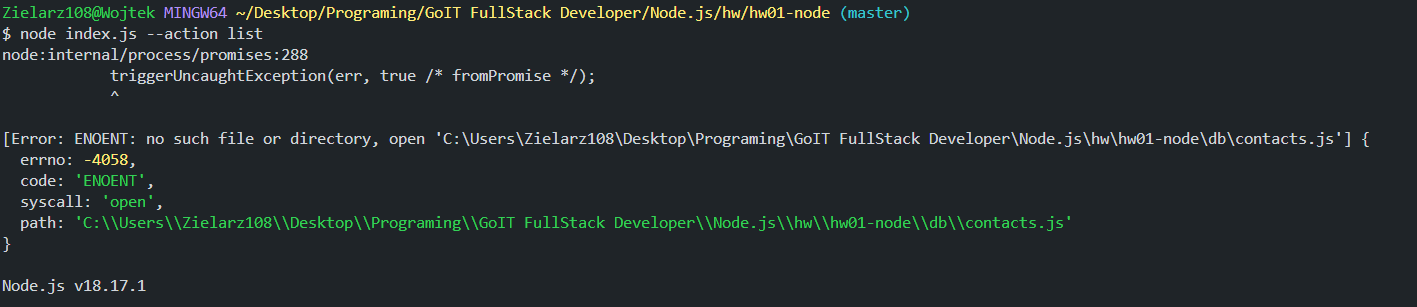 Zielarz108@Wojtek MINGW64 ~/Desktop/Programing/GoIT FullStack Developer/Node.js/hw/hw01-node (master)
$ node index.js --action list
node:internal/process/promises:288
            triggerUncaughtException(err, true /* fromPromise */);
            ^
[Error: ENOENT: no such file or directory, open 'C:\Users\Zielarz108\Desktop\Programing\GoIT FullStack Developer\Node.js\hw\hw01-node\db\contacts.js'] {
  errno: -4058,
  code: 'ENOENT',
  syscall: 'open',
  path: 'C:\\Users\\Zielarz108\\Desktop\\Programing\\GoIT FullStack Developer\\Node.js\\hw\\hw01-node\\db\\contacts.js'
}
Node.js v18.17.1